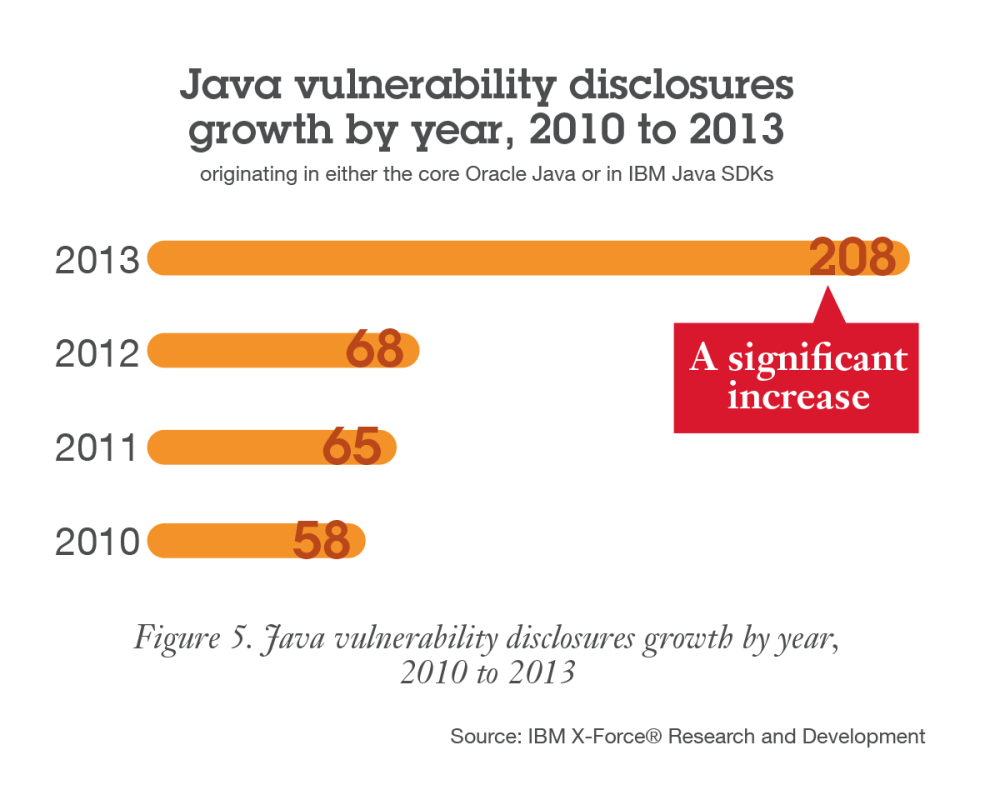 Java vulnerability disclosures
growth by year, 2010 to 2013
originating in either the core Oracle Java or in IBM Java SDKs
2013 208
A significant
increase
2012 68
2011 65
2010 58
Figure 5. Java vulnerability disclosures growth by year,
2010 to 2013
Source: IBM X-Force® Research and Development